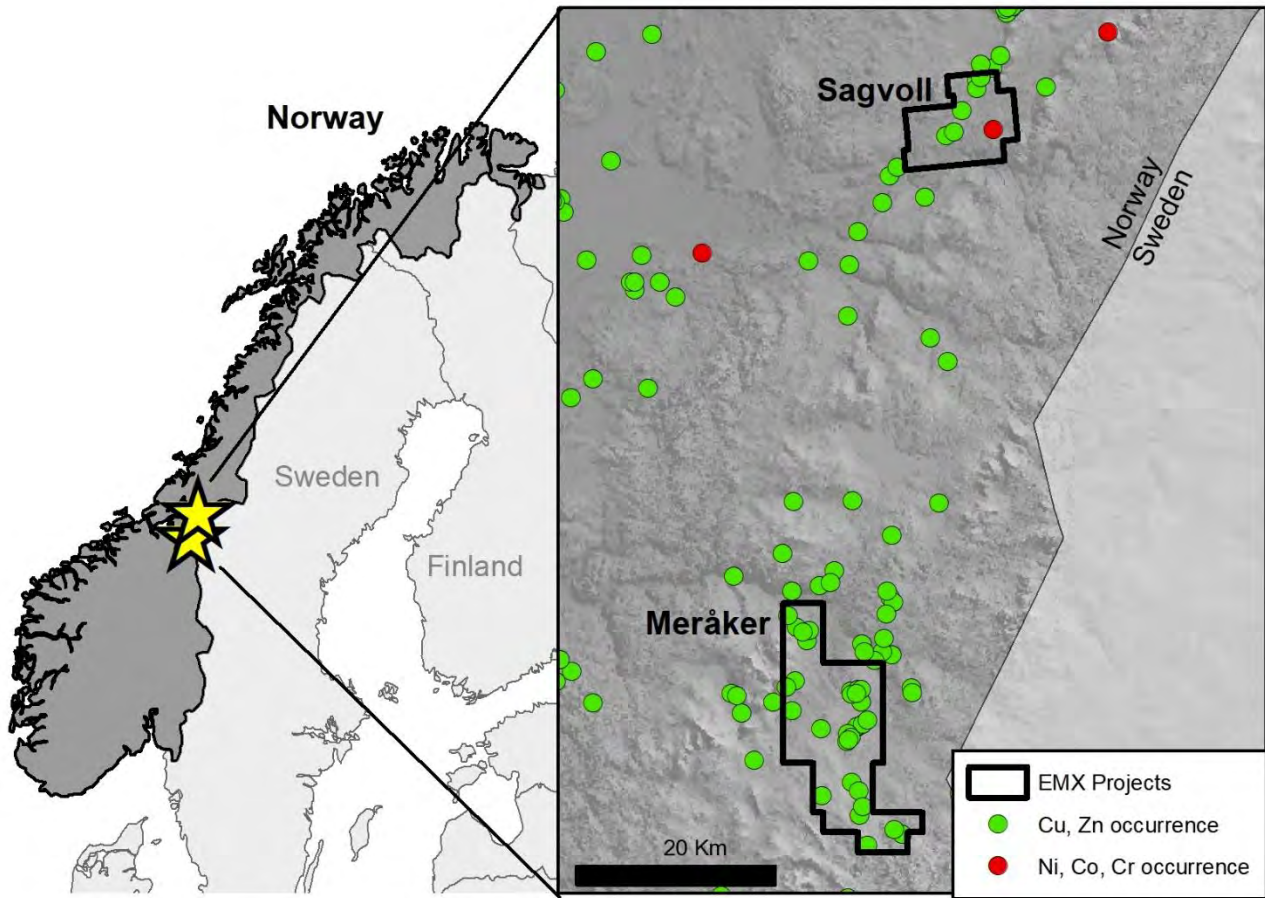 Norway
Sweden
Finland
Sagvoll
Norway
Sweden
Meråker
20 Km
EMX Projects
Cu, Zn occurrence
Ni, Co, Cr occurrence